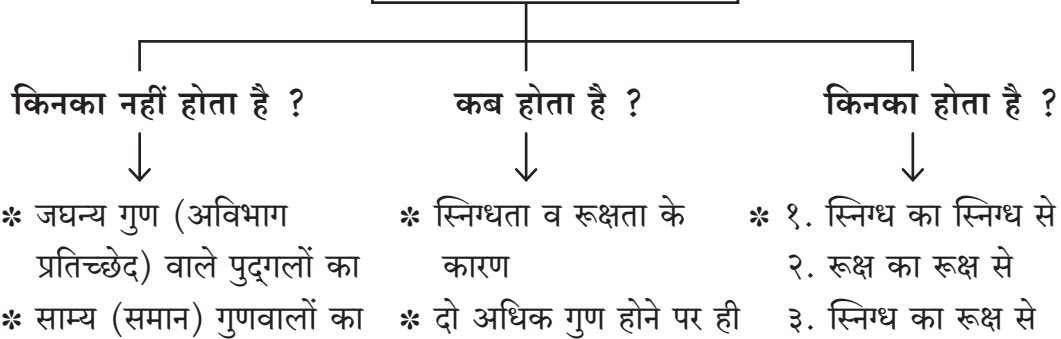 किनका नहीं होता है ?
कब होता है ?
किनका होता है ?
* जघन्य गुण (अविभाग
प्रतिच्छेद) वाले पुद्गलों का
* साम्य (समान) गुणवालों का
* स्निग्धता व रूक्षता के
कारण
* दो अधिक गुण होने पर ही
* १. स्निग्ध का स्निग्ध से
२. रूक्ष का रूक्ष से
३. स्निग्ध का रूक्ष से